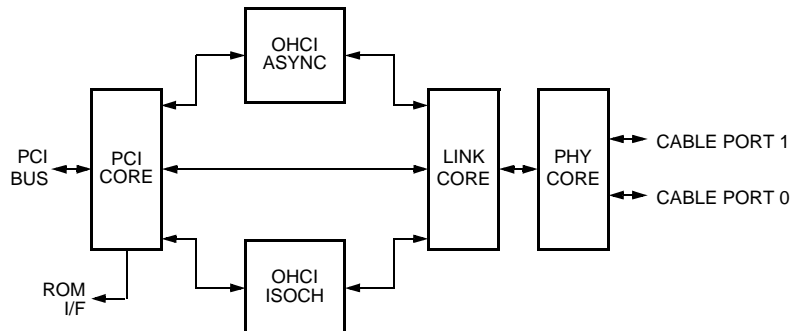 OHCI
ASYNC
PCI
BUS
PCI
CORE
LINK
CORE
PHY
CORE
CABLE PORT 1
CABLE PORT 0
ROM
I/F
OHCI
ISOCH